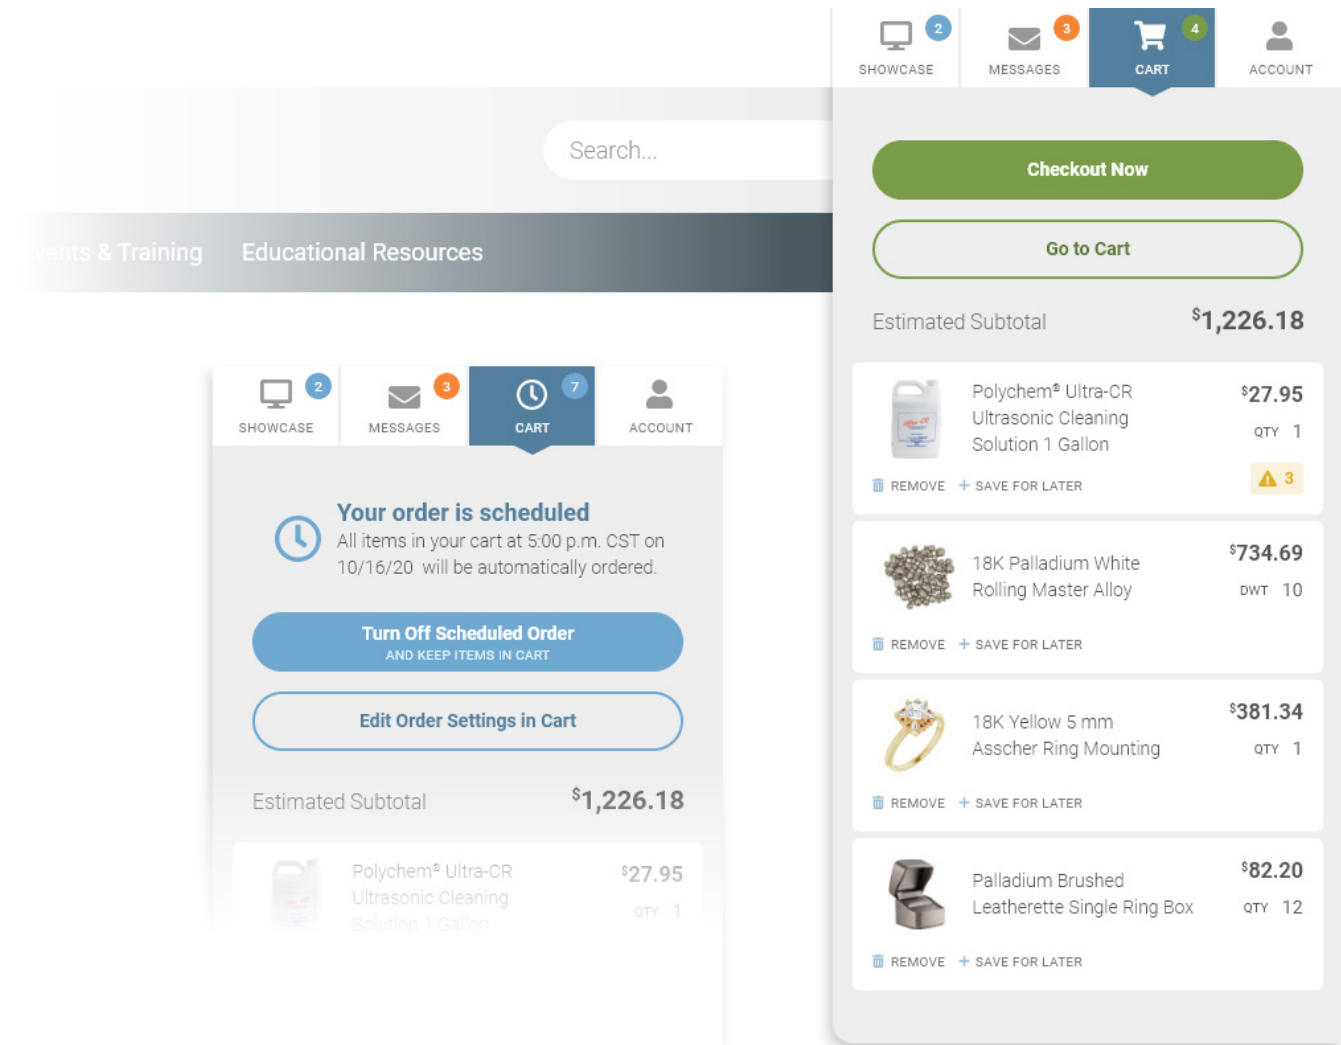 2
SHOWCASE
3
MESSAGES
4
CART
ACCOUNT
Search...
vents & Training
Educational Resources
Checkout Now
Go to Cart
Estimated Subtotal
$1,226.18
Polychem® Ultra-CR
Ultrasonic Cleaning
Solution 1 Gallon
$27.95
QTY 1
REMOVE
+ SAVE FOR LATER
3
18K Palladium White
Rolling Master Alloy
$734.69
DWT 10
REMOVE
+ SAVE FOR LATER
18K Yellow 5 mm
Asscher Ring Mounting
$381.34
QTY 1
REMOVE
+ SAVE FOR LATER
Palladium Brushed
Leatherette Single Ring Box
$82.20
QTY 12
REMOVE
+ SAVE FOR LATER
2
SHOWCASE
3
MESSAGES
7
CART
ACCOUNT
Your order is scheduled
All items in your cart at 5:00 p.m. CST on
10/16/20 will be automatically ordered.
Turn Off Scheduled Order
AND KEEP ITEMS IN CART
Edit Order Settings in Cart
Estimated Subtotal
$1,226.18
Polychem® Ultra-CR
Ultrasonic Cleaning
Solution 1 Gallon
$27.95
QTY 1